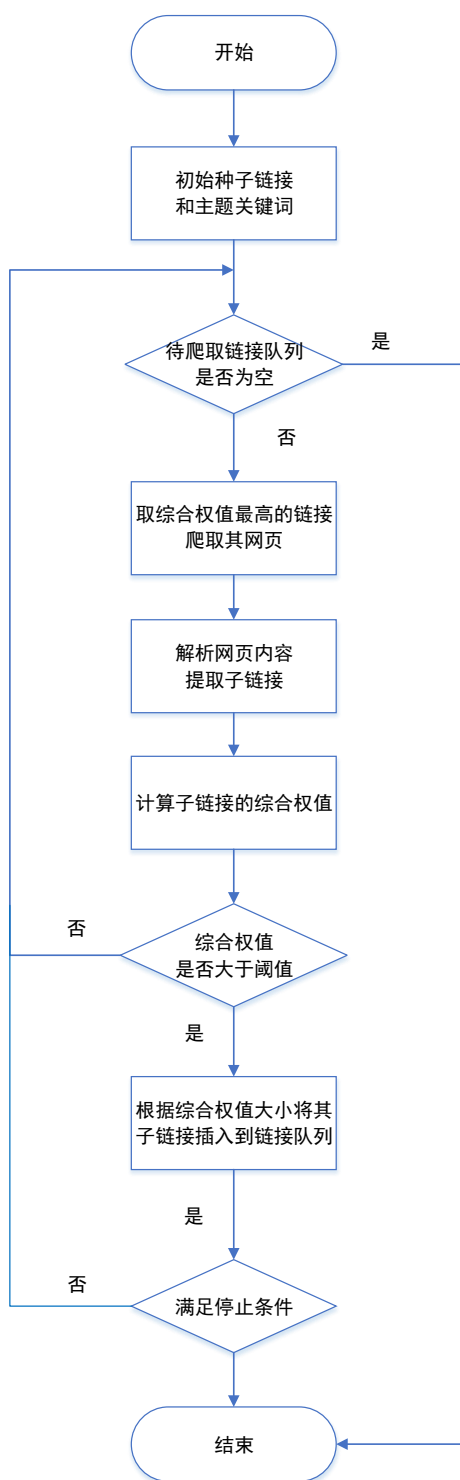 开始
初始种子链接
和主题关键词
待爬取链接队列
是否为空
是
否
取综合权值最高的链接
爬取其网页
解析网页内容
提取子链接
计算子链接的综合权值
否
综合权值
是否大于阈值
是
根据综合权值大小将其
子链接插入到链接队列
是
否
满足停止条件
结束